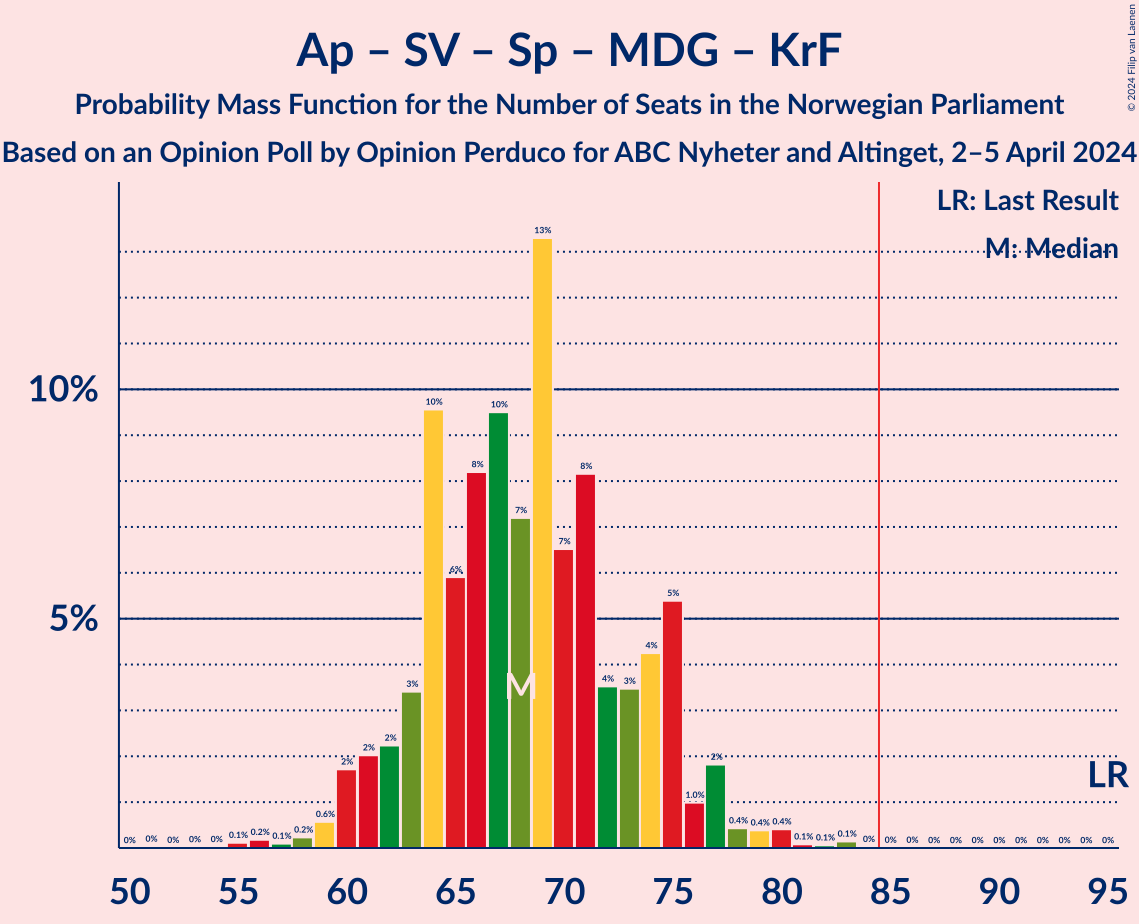 Ap – SV – Sp – MDG – KrF
Probability Mass Function for the Number of Seats in the Norwegian Parliament
Based on an Opinion Poll by Opinion Perduco for ABC Nyheter and Altinget, 2–5 April 2024
© 2024 Filip van Laenen
LR: Last Result
M: Median
10%
5%
0% 0% 0% 0% 0% 0.1% 0.2% 0.1% 0.2% 0.6% 2% 2% 2% 3% 10% 6% 8% 10% 7% 13% 7% 8% 4% 3% 4% 5% 1.0% 2% 0.4% 0.4% 0.4% 0.1% 0.1% 0.1% 0% 0% 0% 0% 0% 0% 0% 0% 0% 0% 0% 0%
M
LR
50 55 60 65 70 75 80 85 90 95